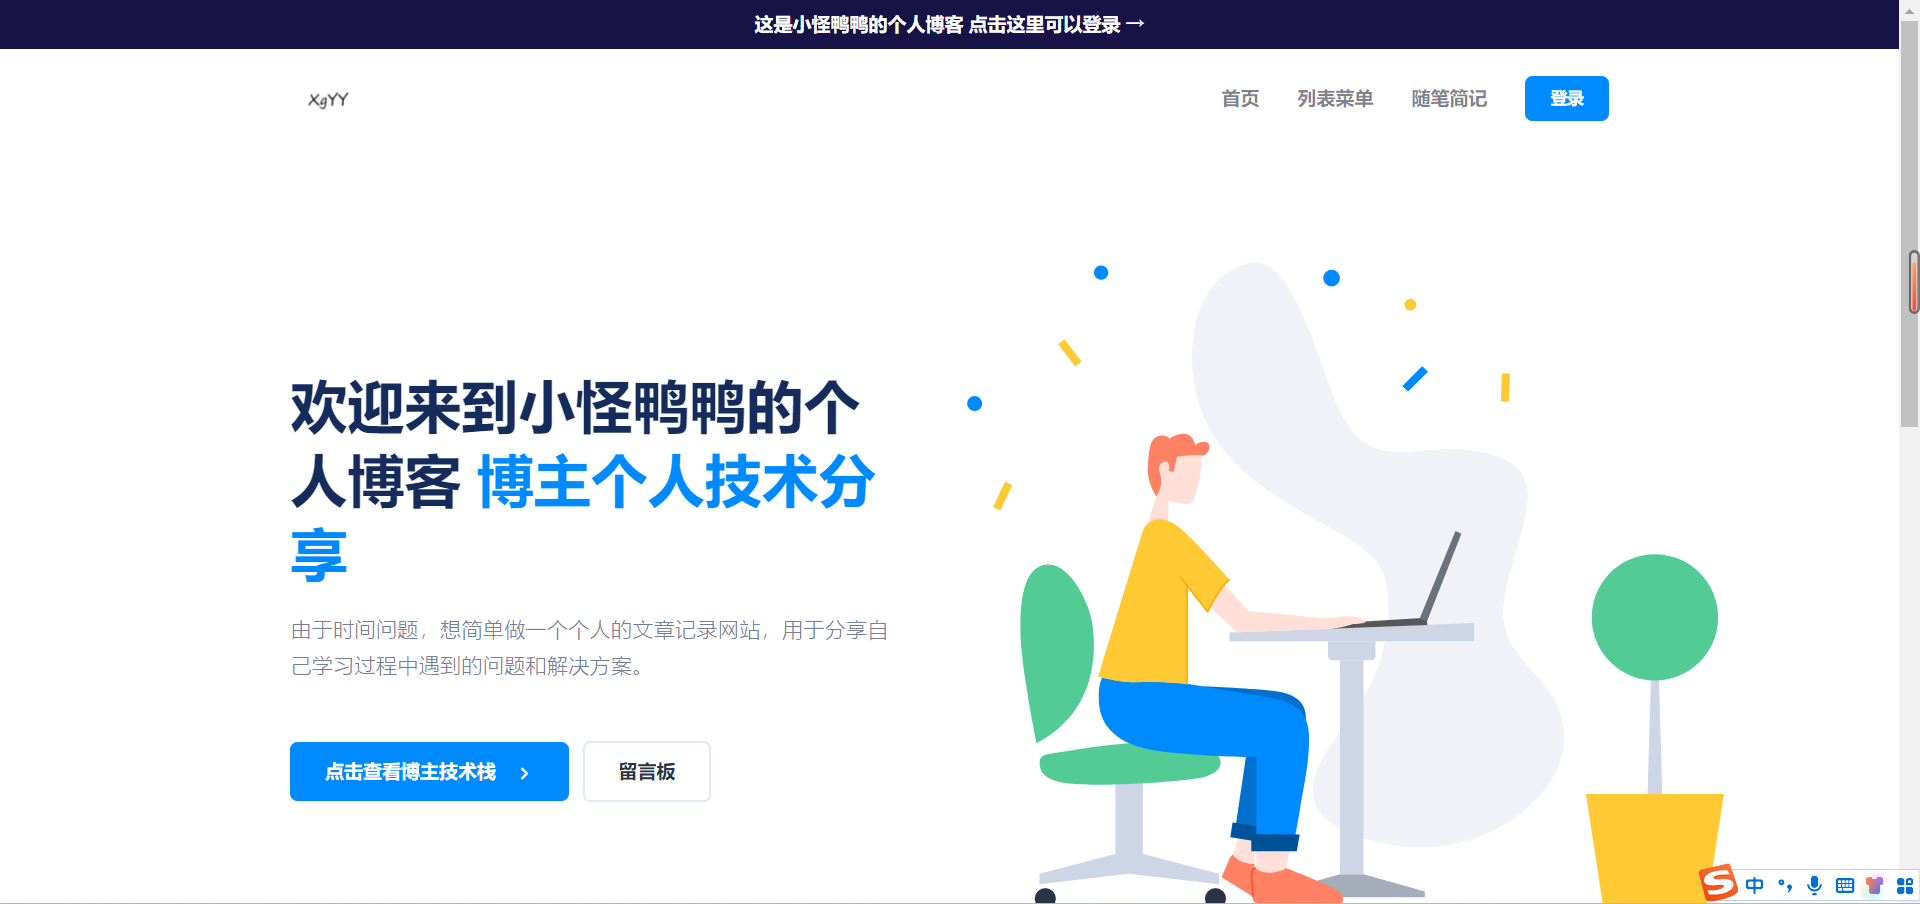 这是小怪鸭鸭的个人博客 点击这里可以登录 →
XgYY
首页
列表菜单
随笔简记
登录
欢迎来到小怪鸭鸭的个
人博客 博主个人技术分
享
由于时间问题，想简单做一个个人的文章记录网站，用于分享自
己学习过程中遇到的问题和解决方案。
点击查看博主技术栈 ›
留言板
S 中